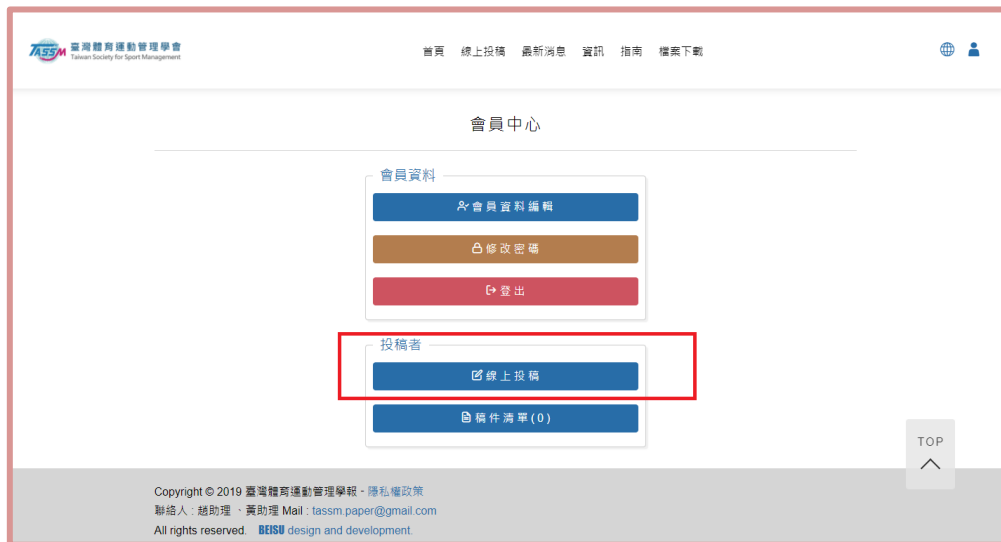 TASSM 臺灣體育運動管理學會
Taiwan Society for Sport Management
首頁 線上投稿 最新消息 資訊 指南 檔案下載
會員中心
會員資料
會員資料編輯
修改密碼
登出
投稿者
線上投稿
稿件清單(0)
TOP
Copyright © 2019 臺灣體育運動管理學報 - 隱私權政策
聯絡人 : 趙助理 、黃助理 Mail : tassm.paper@gmail.com
All rights reserved. BEISU design and development.